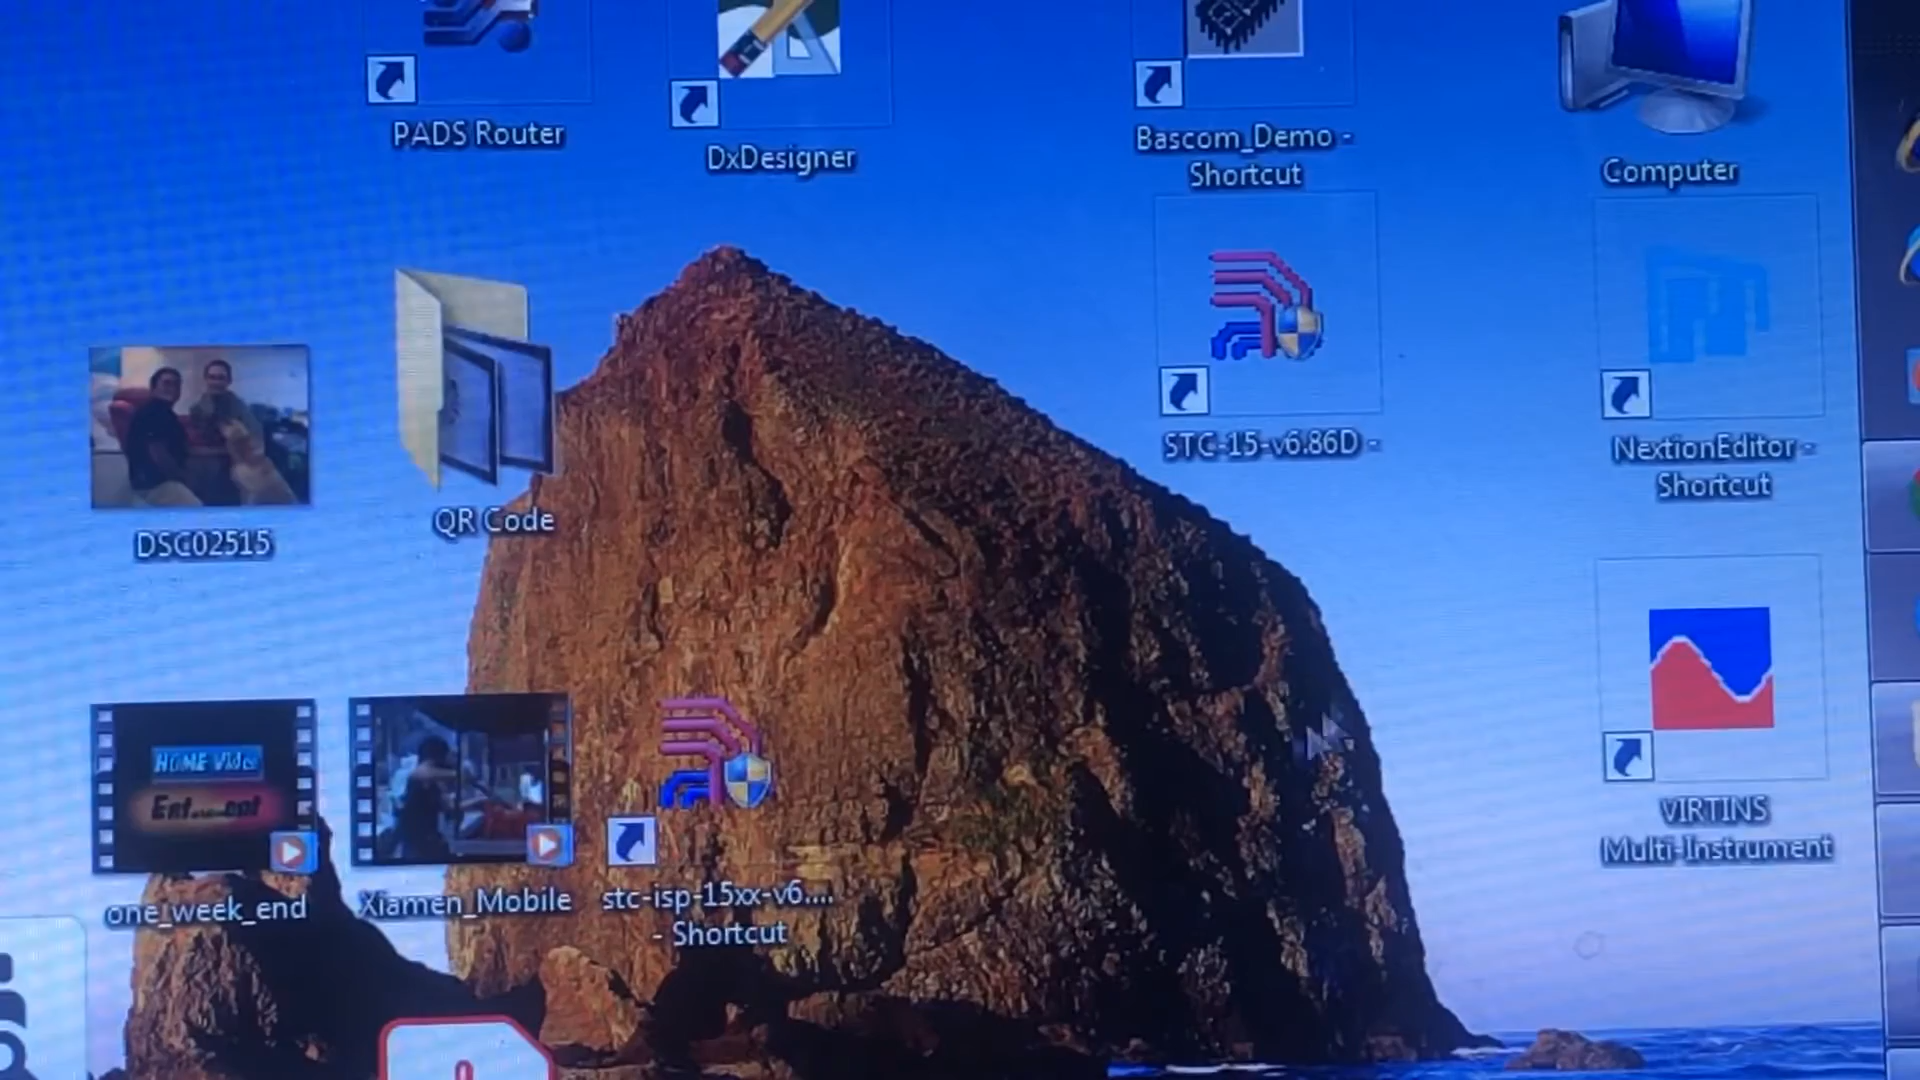 PADS Router
DxDesigner
Bascom_Demo -
Shortcut
Computer
STC-15-v6.86D -
NextionEditor -
Shortcut
DSC02515
QR Code
HOME Video
VIRTINS
Multi-Instrument
one_week_end
Xiamen_Mobile
stc-isp-15xx-v6....
- Shortcut